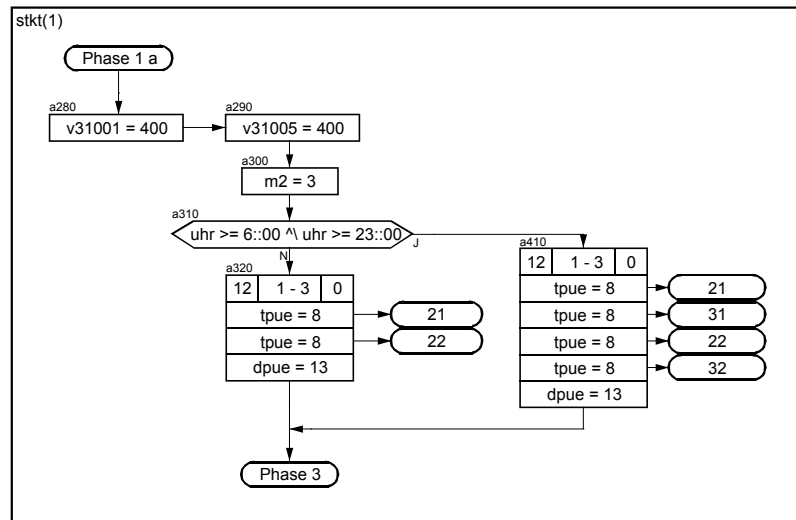 stkt(1)
Phase 1 a
a280
v31001 = 400
a290
v31005 = 400
a300
m2 = 3
a310
uhr >= 6::00 ^\ uhr >= 23::00
J
N
a320
12 1 - 3 0
tpue = 8 21
tpue = 8 22
dpue = 13
a410
12 1 - 3 0
tpue = 8 21
tpue = 8 31
tpue = 8 22
tpue = 8 32
dpue = 13
Phase 3